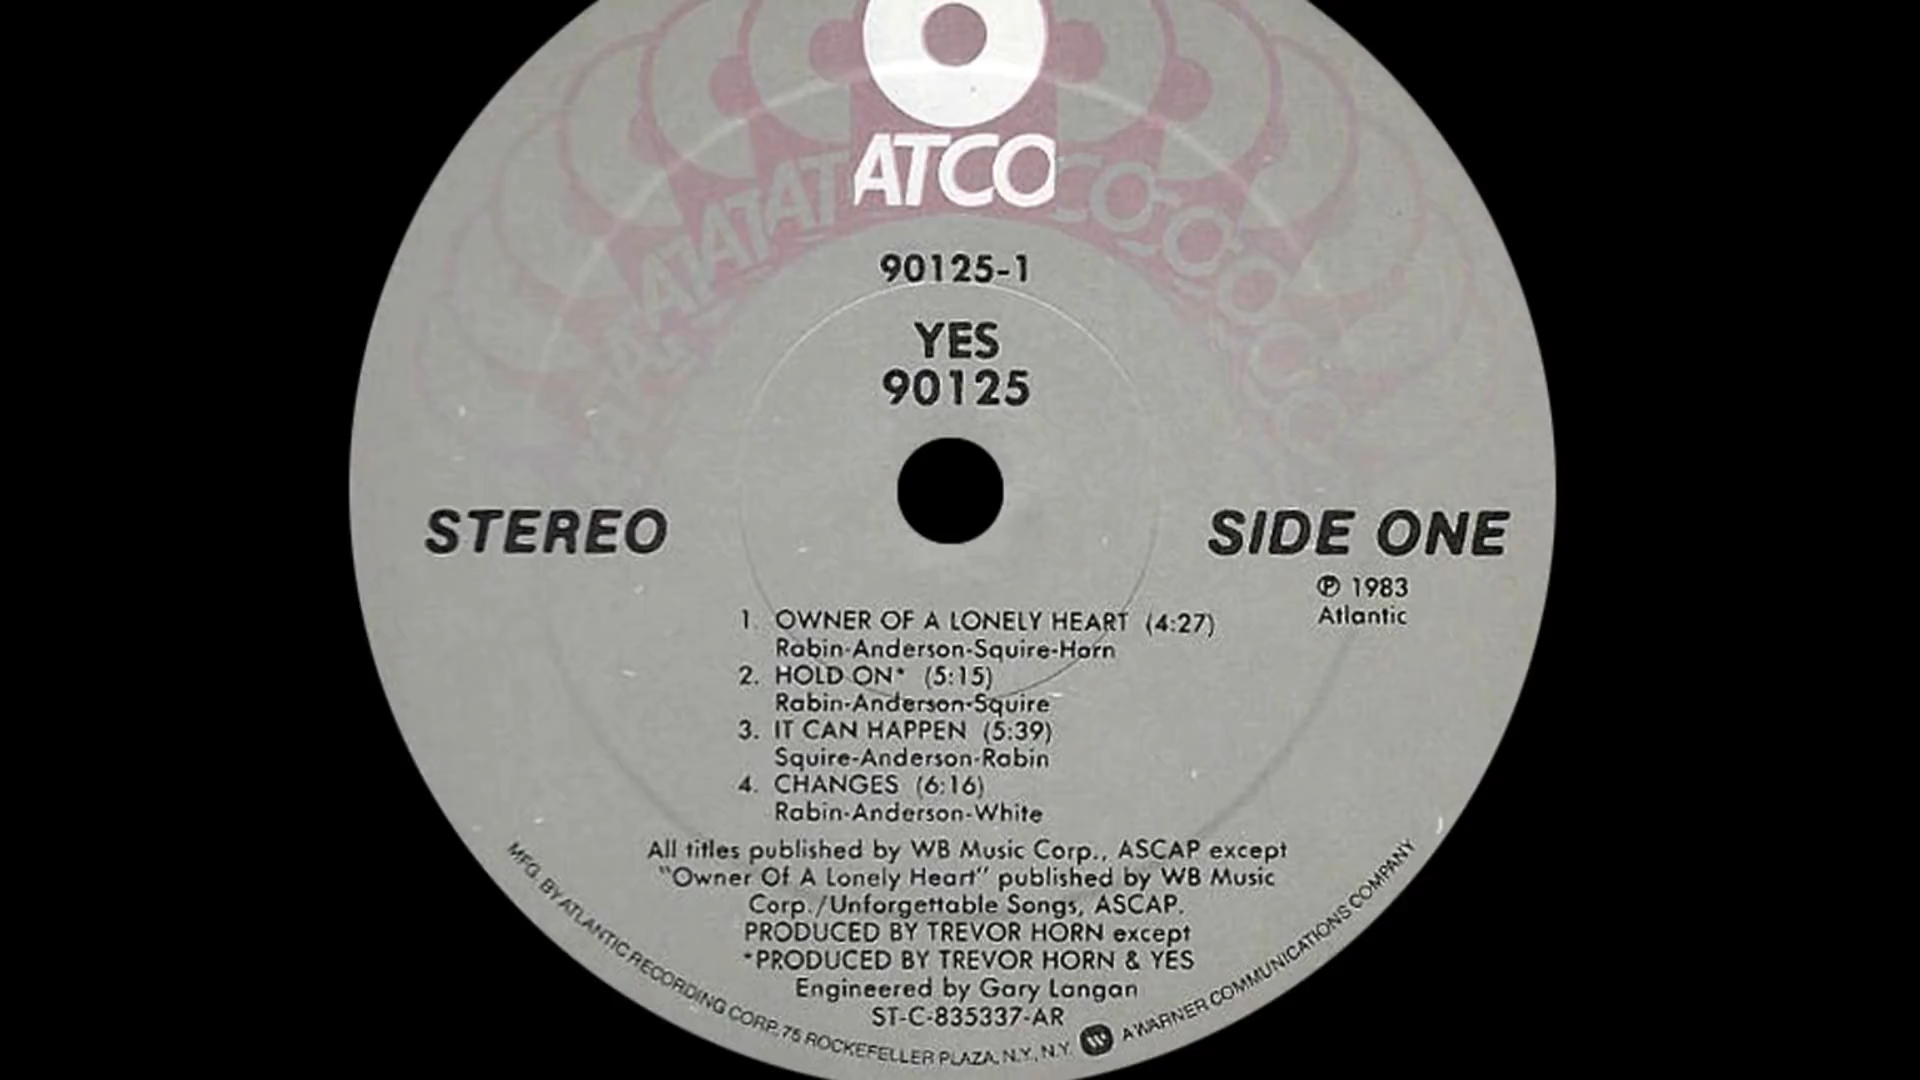 ATCO
90125-1
YES
90125
STEREO
SIDE ONE
℗ 1983
Atlantic
1. OWNER OF A LONELY HEART (4:27)
Rabin-Anderson-Squire-Horn
2. HOLD ON* (5:15)
Rabin-Anderson-Squire
3. IT CAN HAPPEN (5:39)
Squire-Anderson-Rabin
4. CHANGES (6:16)
Rabin-Anderson-White
All titles published by WB Music Corp., ASCAP except
"Owner Of A Lonely Heart" published by WB Music
Corp./Unforgettable Songs, ASCAP.
PRODUCED BY TREVOR HORN except
*PRODUCED BY TREVOR HORN & YES
Engineered by Gary Langan
ST-C-835337-AR
MFG. BY ATLANTIC RECORDING CORP. 75 ROCKEFELLER PLAZA, N.Y., N.Y. A WARNER COMMUNICATIONS COMPANY